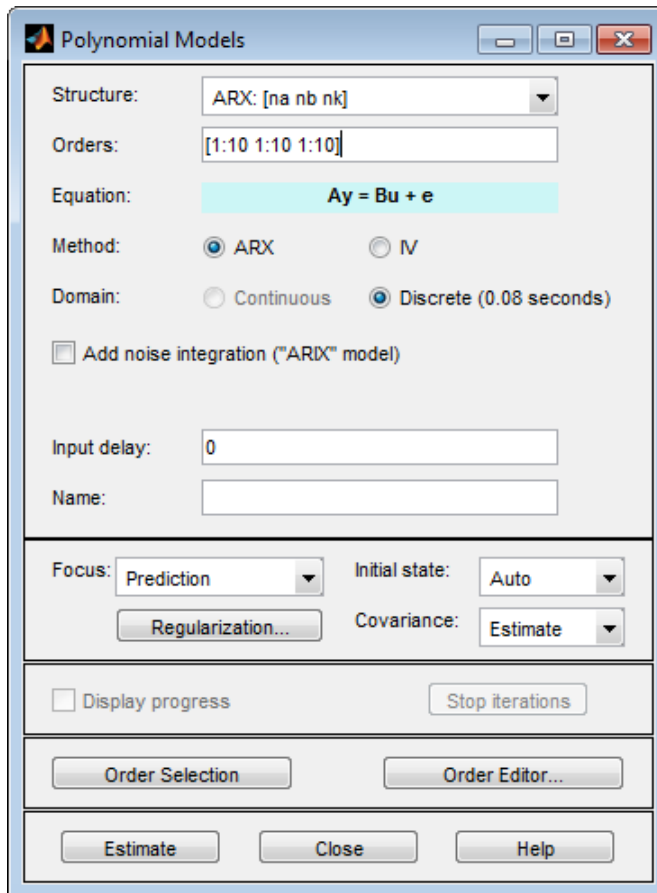 Polynomial Models
Structure: ARX: [na nb nk]
Orders: [1:10 1:10 1:10]
Equation: Ay = Bu + e
Method: ARX IV
Domain: Continuous Discrete (0.08 seconds)
Add noise integration ("ARIX" model)
Input delay: 0
Name:
Focus: Prediction Initial state: Auto
Regularization... Covariance: Estimate
Display progress Stop iterations
Order Selection Order Editor...
Estimate Close Help